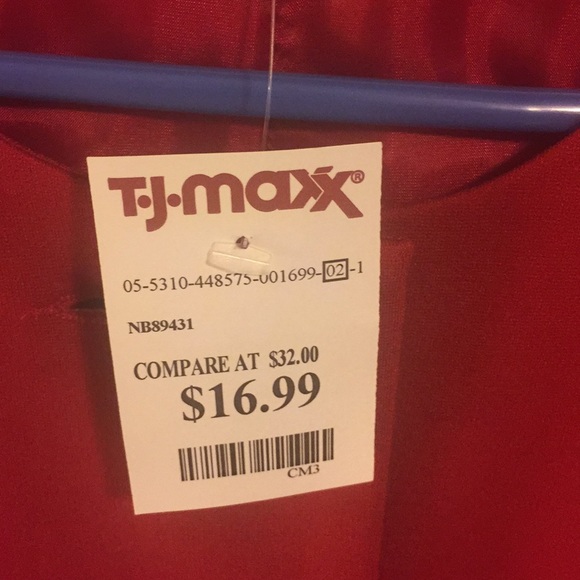 T·J·maxx®
05-5310-448575-001699-02-1
NB89431
COMPARE AT $32.00
$16.99
CM3